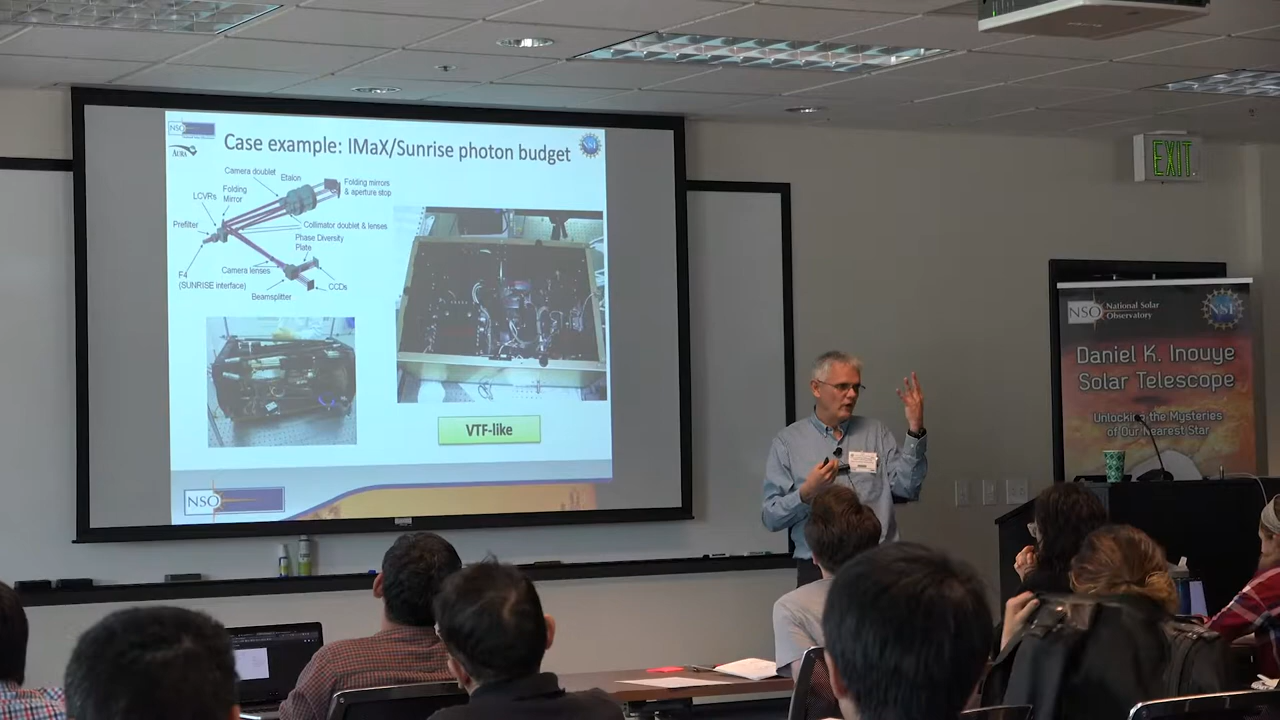 NSO
AURA
Case example: IMaX/Sunrise photon budget
NSF
Camera doublet
Etalon
Folding mirrors
& aperture stop
LCVRs
Folding
Mirror
Prefilter
Collimator doublet & lenses
Phase Diversity
Plate
F4
(SUNRISE interface)
Camera lenses
CCDs
Beamsplitter
VTF-like
NSO
EXIT
NSO
National Solar
Observatory
NSF
Daniel K. Inouye
Solar Telescope
Unlocking the Mysteries
of Our Nearest Star